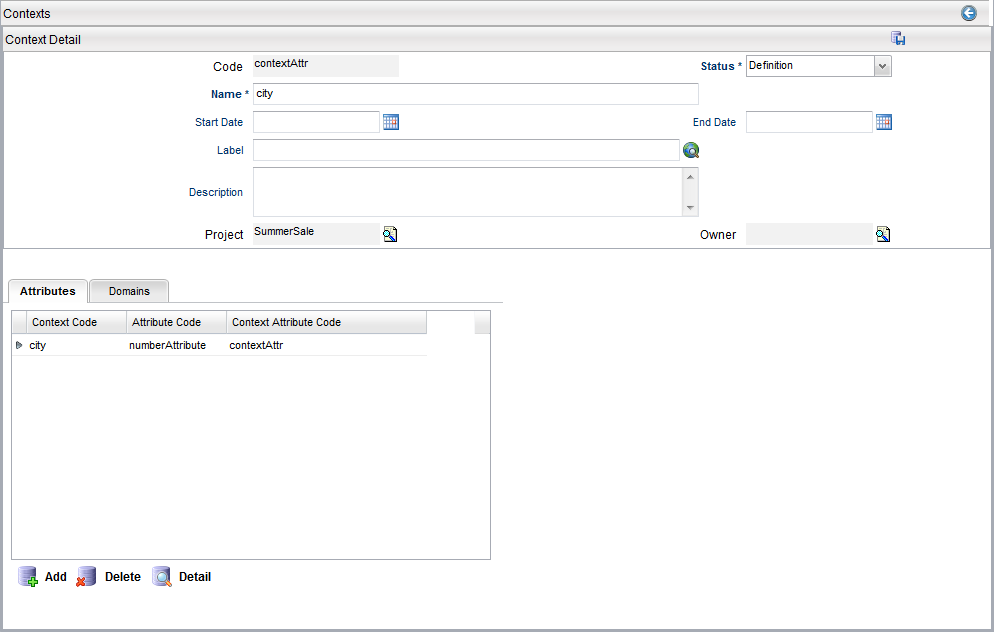 Contexts
Context Detail
Code contextAttr Status * Definition
Name * city
Start Date End Date
Label
Description
Project SummerSale Owner
Attributes Domains
Context Code Attribute Code Context Attribute Code
city numberAttribute contextAttr
Add Delete Detail